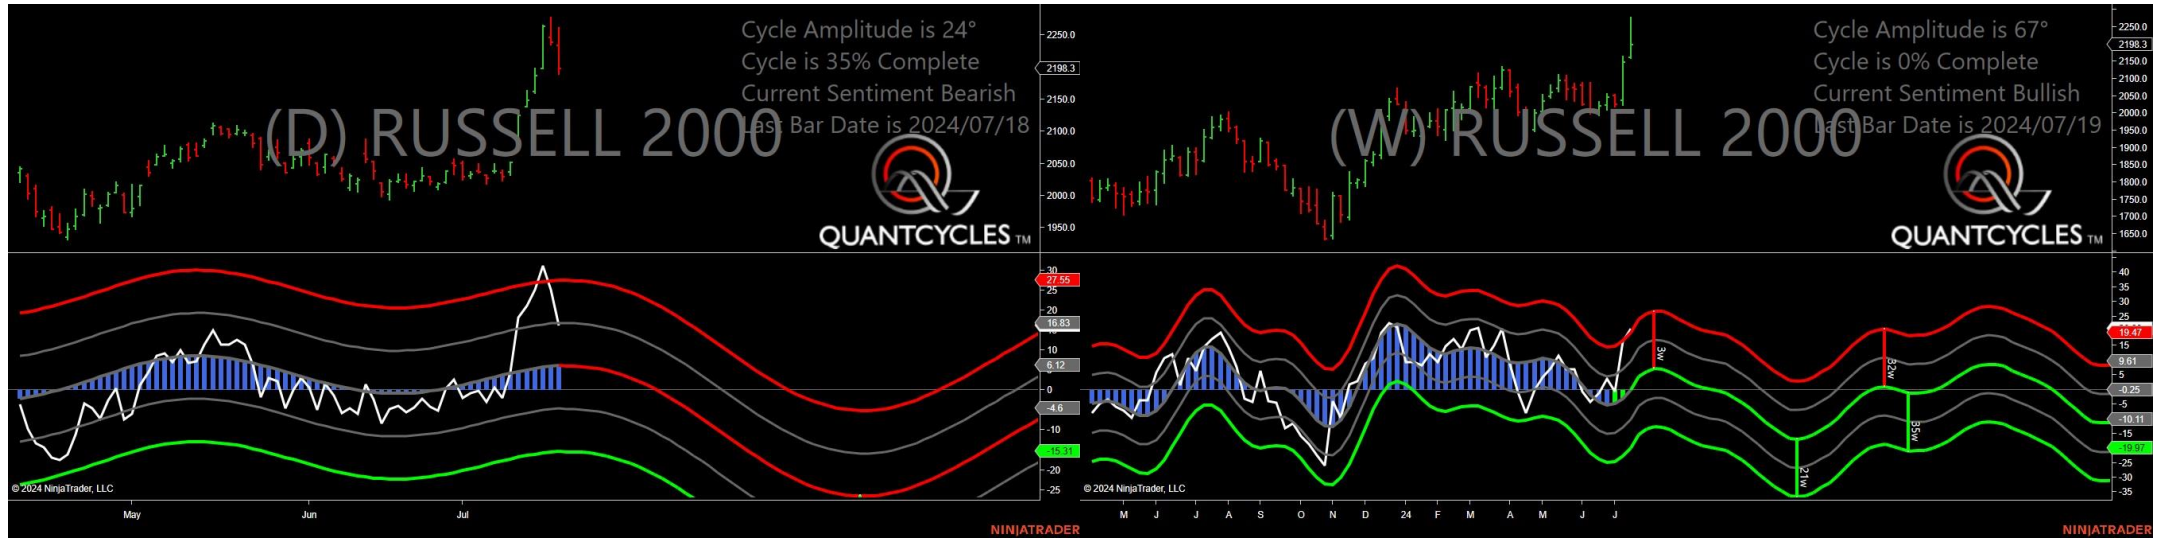 Cycle Amplitude is 24°
Cycle is 35% Complete
Current Sentiment Bearish
Last Bar Date is 2024/07/18
(D) RUSSELL 2000
QUANTCYCLES TM
2250.0
2198.3
2150.0
2100.0
2050.0
2000.0
1950.0
30
27.55
25
20
16.83
10
6.12
0
-4.6
-10
-15.31
-20
-25
© 2024 NinjaTrader, LLC
May
Jun
Jul
NINJATRADER
Cycle Amplitude is 67°
Cycle is 0% Complete
Current Sentiment Bullish
Last Bar Date is 2024/07/19
(W) RUSSELL 2000
QUANTCYCLES TM
2250.0
2198.3
2150.0
2100.0
2050.0
2000.0
1950.0
1900.0
1850.0
1800.0
1750.0
1700.0
1650.0
3w
21w
32w
35w
40
35
30
25
19.47
15
9.61
5
-0.25
-5
-10.11
-15
-19.97
-25
-30
-35
© 2024 NinjaTrader, LLC
M J J A S O N D 24 F M A M J J
NINJATRADER